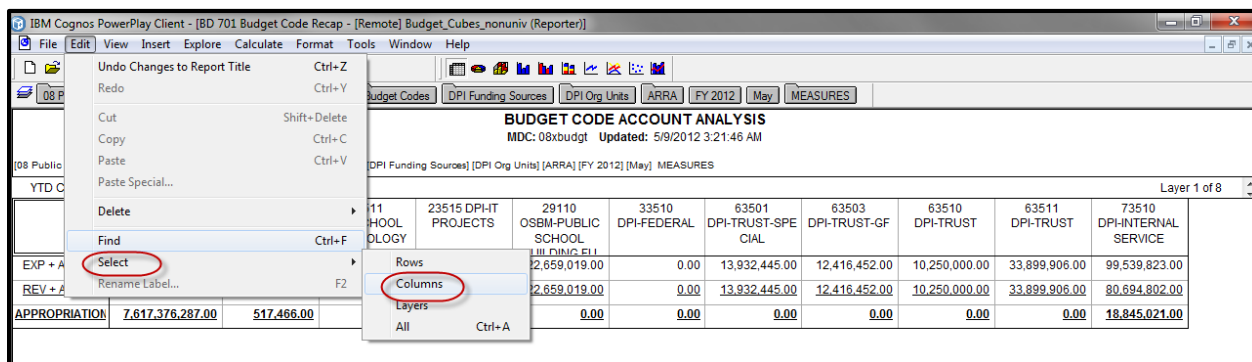 IBM Cognos PowerPlay Client - [BD 701 Budget Code Recap - [Remote] Budget_Cubes_nonuniv (Reporter)]
File Edit View Insert Explore Calculate Format Tools Window Help
Undo Changes to Report Title Ctrl+Z
Redo Ctrl+Y
Cut Shift+Delete
Copy Ctrl+C
Paste Ctrl+V
Paste Special...
Delete
Find Ctrl+F
Select
Rename Label... F2
Rows
Columns
Layers
All Ctrl+A
08 P Budget Codes DPI Funding Sources DPI Org Units ARRA FY 2012 May MEASURES
BUDGET CODE ACCOUNT ANALYSIS
MDC: 08xbudgt Updated: 5/9/2012 3:21:46 AM
[08 Public [DPI Funding Sources] [DPI Org Units] [ARRA] [FY 2012] [May] MEASURES
YTD Layer 1 of 8
23515 DPI-IT PROJECTS
29110 OSBM-PUBLIC SCHOOL
33510 DPI-FEDERAL
63501 DPI-TRUST-SPECIAL
63503 DPI-TRUST-GF
63510 DPI-TRUST
63511 DPI-TRUST
73510 DPI-INTERNAL SERVICE
EXP + A 2,659,019.00 0.00 13,932,445.00 12,416,452.00 10,250,000.00 33,899,906.00 99,539,823.00
REV + A 2,659,019.00 0.00 13,932,445.00 12,416,452.00 10,250,000.00 33,899,906.00 80,694,802.00
APPROPRIATION 7,617,376,287.00 517,466.00 0.00 0.00 0.00 0.00 0.00 0.00 18,845,021.00